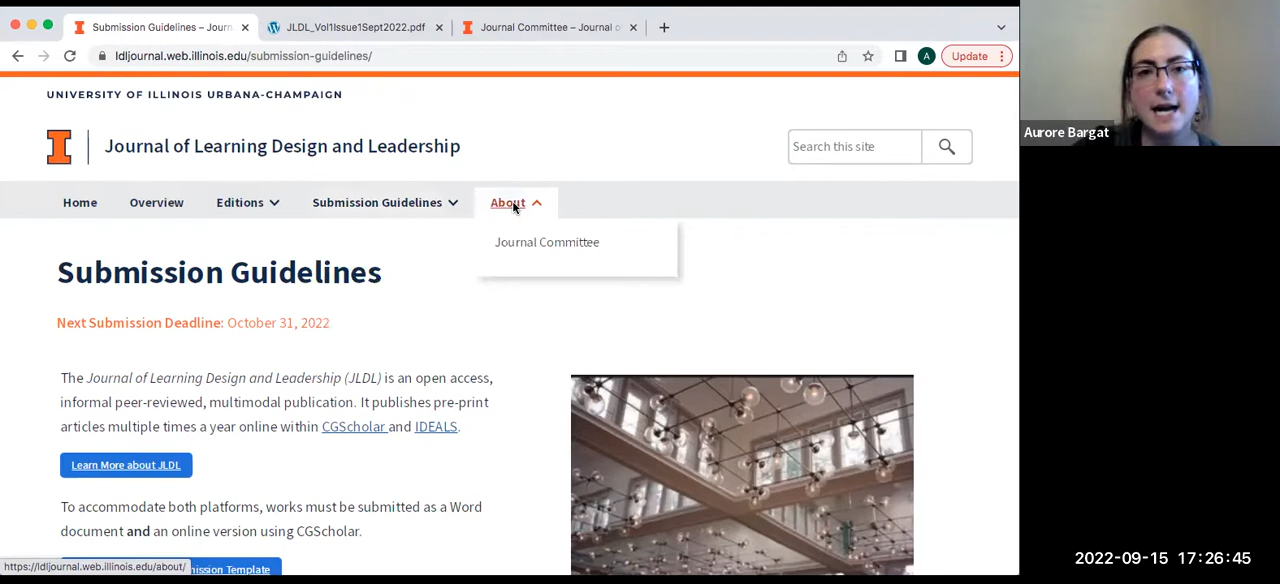 Submission Guidelines – Journ
JLDL_Vol1Issue1Sept2022.pdf
Journal Committee – Journal o
ldljournal.web.illinois.edu/submission-guidelines/
A
Update
UNIVERSITY OF ILLINOIS URBANA-CHAMPAIGN
Journal of Learning Design and Leadership
Search this site
Home
Overview
Editions
Submission Guidelines
About
Journal Committee
Submission Guidelines
Next Submission Deadline: October 31, 2022
The Journal of Learning Design and Leadership (JLDL) is an open access,
informal peer-reviewed, multimodal publication. It publishes pre-print
articles multiple times a year online within CGScholar and IDEALS.
Learn More about JLDL
To accommodate both platforms, works must be submitted as a Word
document and an online version using CGScholar.
mission Template
https://ldljournal.web.illinois.edu/about/
Aurore Bargat
2022-09-15 17:26:45